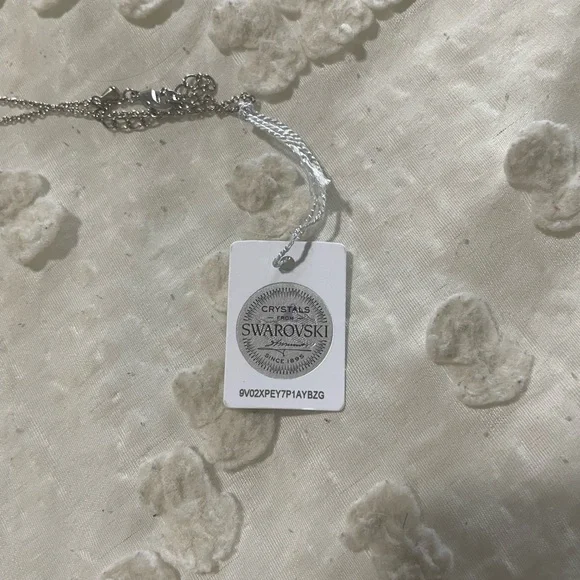 CRYSTALS
FROM
SWAROVSKI
SINCE 1895
9V02XPEY7P1AYBZG